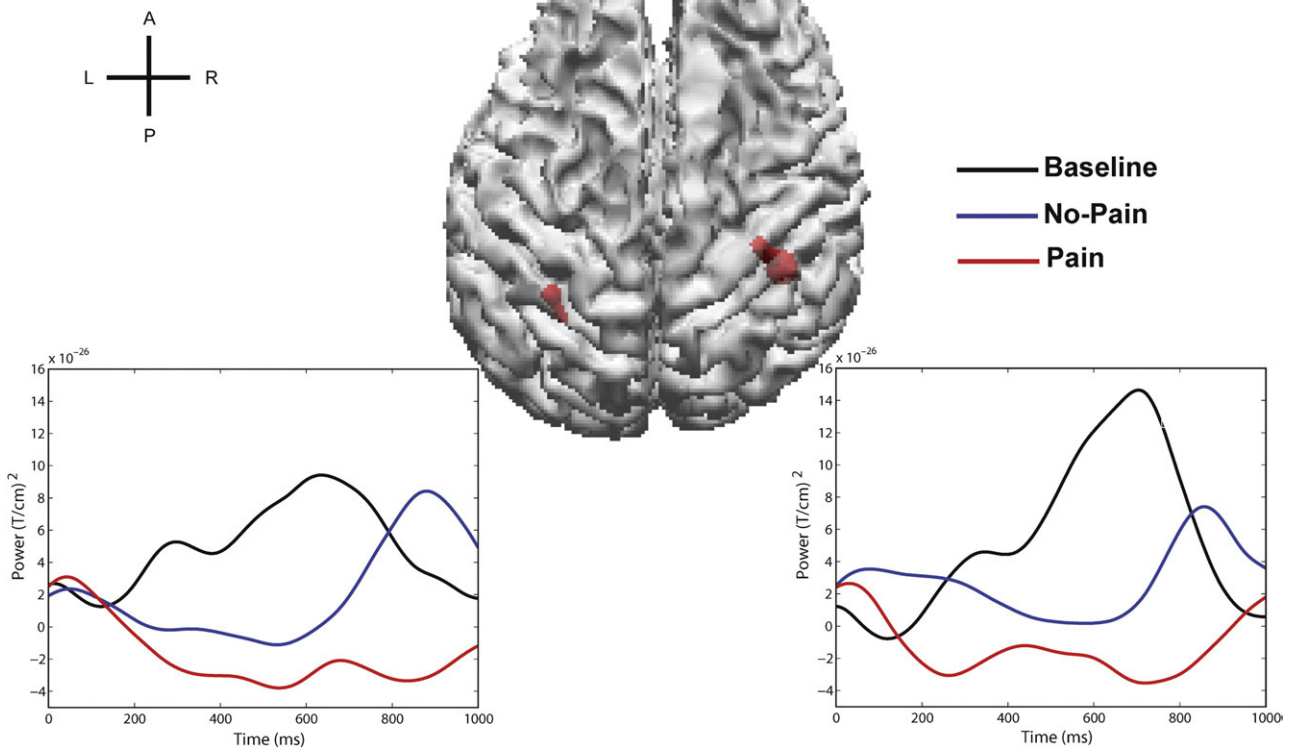 A
L R
P
Baseline
No-Pain
Pain
x 10⁻²⁶
16
14
12
10
8
6
4
2
0
−2
−4
Power (T/cm) ²
0 200 400 600 800 1000
Time (ms)
x 10⁻²⁶
16
14
12
10
8
6
4
2
0
−2
−4
Power (T/cm) ²
0 200 400 600 800 1000
Time (ms)